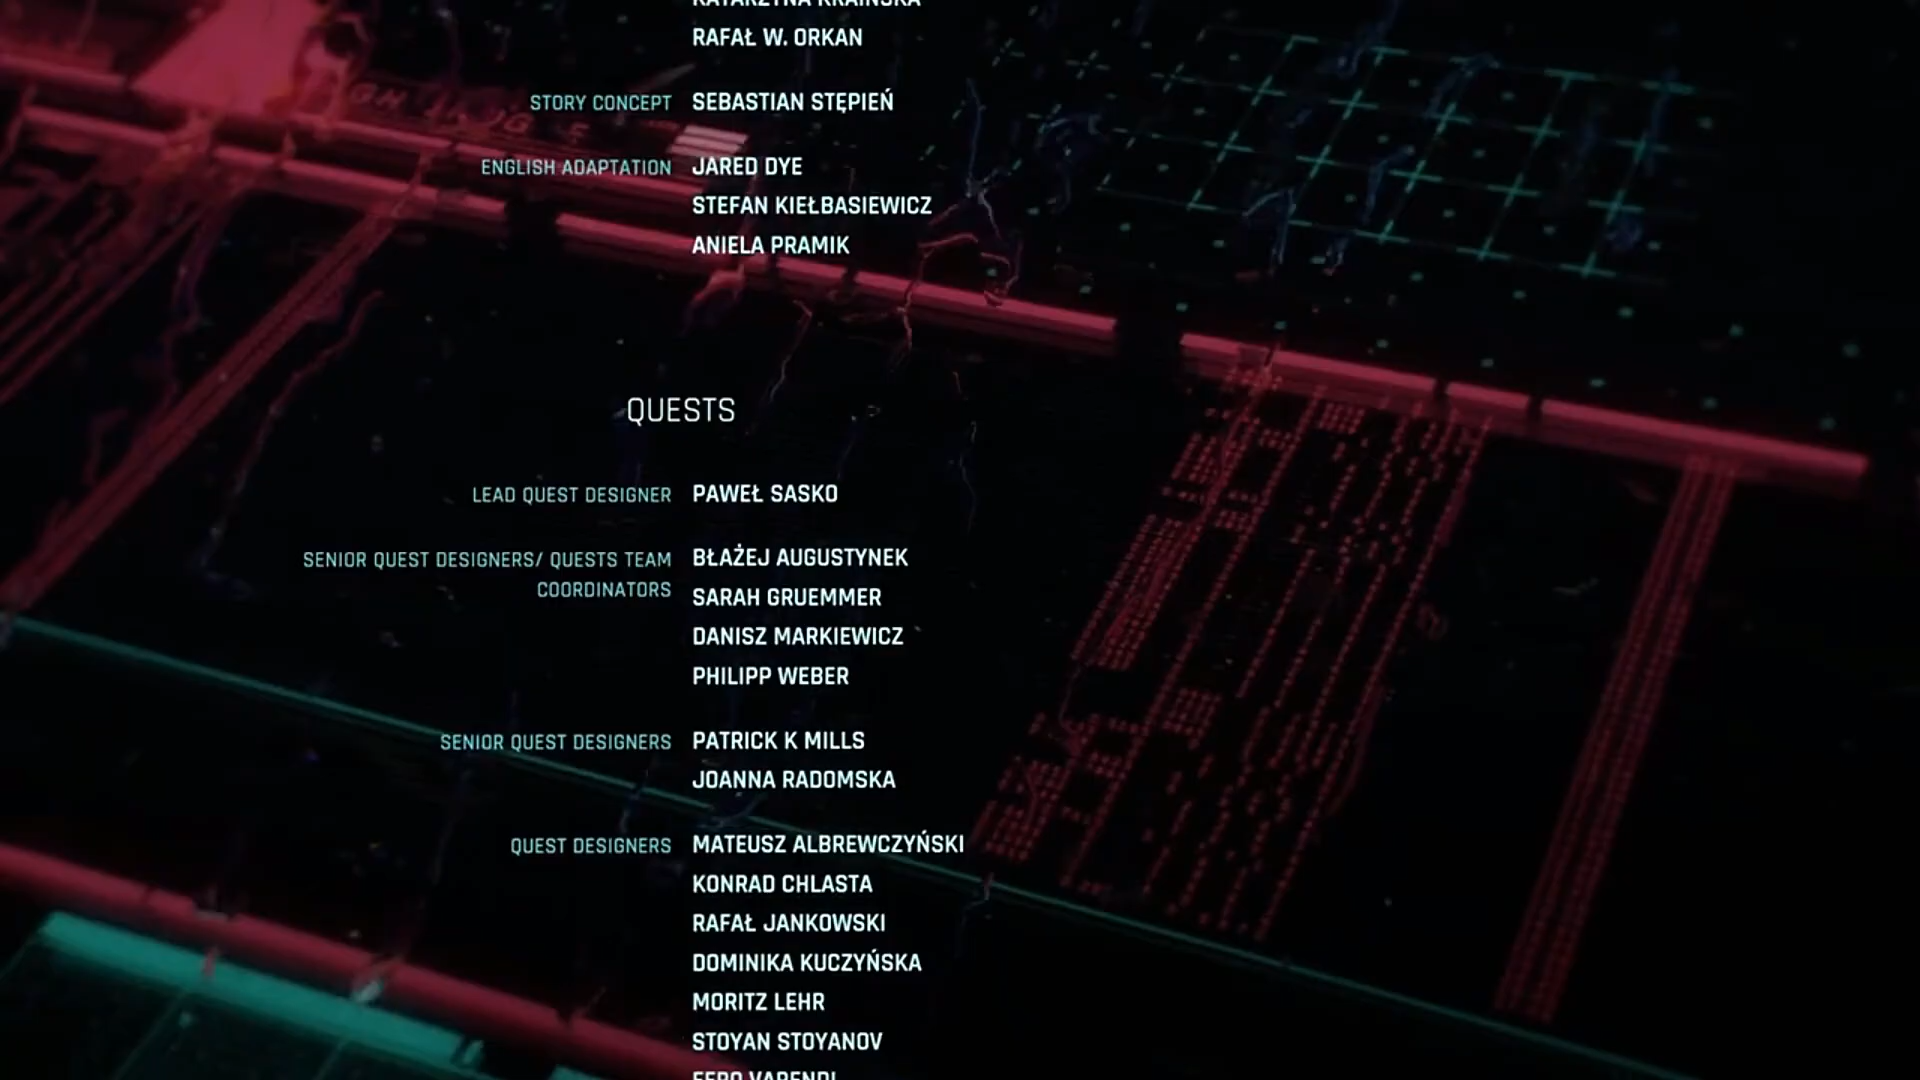 RAFAŁ W. ORKAN
STORY CONCEPT SEBASTIAN STĘPIEŃ
ENGLISH ADAPTATION JARED DYE
STEFAN KIEŁBASIEWICZ
ANIELA PRAMIK
QUESTS
LEAD QUEST DESIGNER PAWEŁ SASKO
SENIOR QUEST DESIGNERS/ QUESTS TEAM COORDINATORS BŁAŻEJ AUGUSTYNEK
SARAH GRUEMMER
DANISZ MARKIEWICZ
PHILIPP WEBER
SENIOR QUEST DESIGNERS PATRICK K MILLS
JOANNA RADOMSKA
QUEST DESIGNERS MATEUSZ ALBREWCZYŃSKI
KONRAD CHLASTA
RAFAŁ JANKOWSKI
DOMINIKA KUCZYŃSKA
MORITZ LEHR
STOYAN STOYANOV